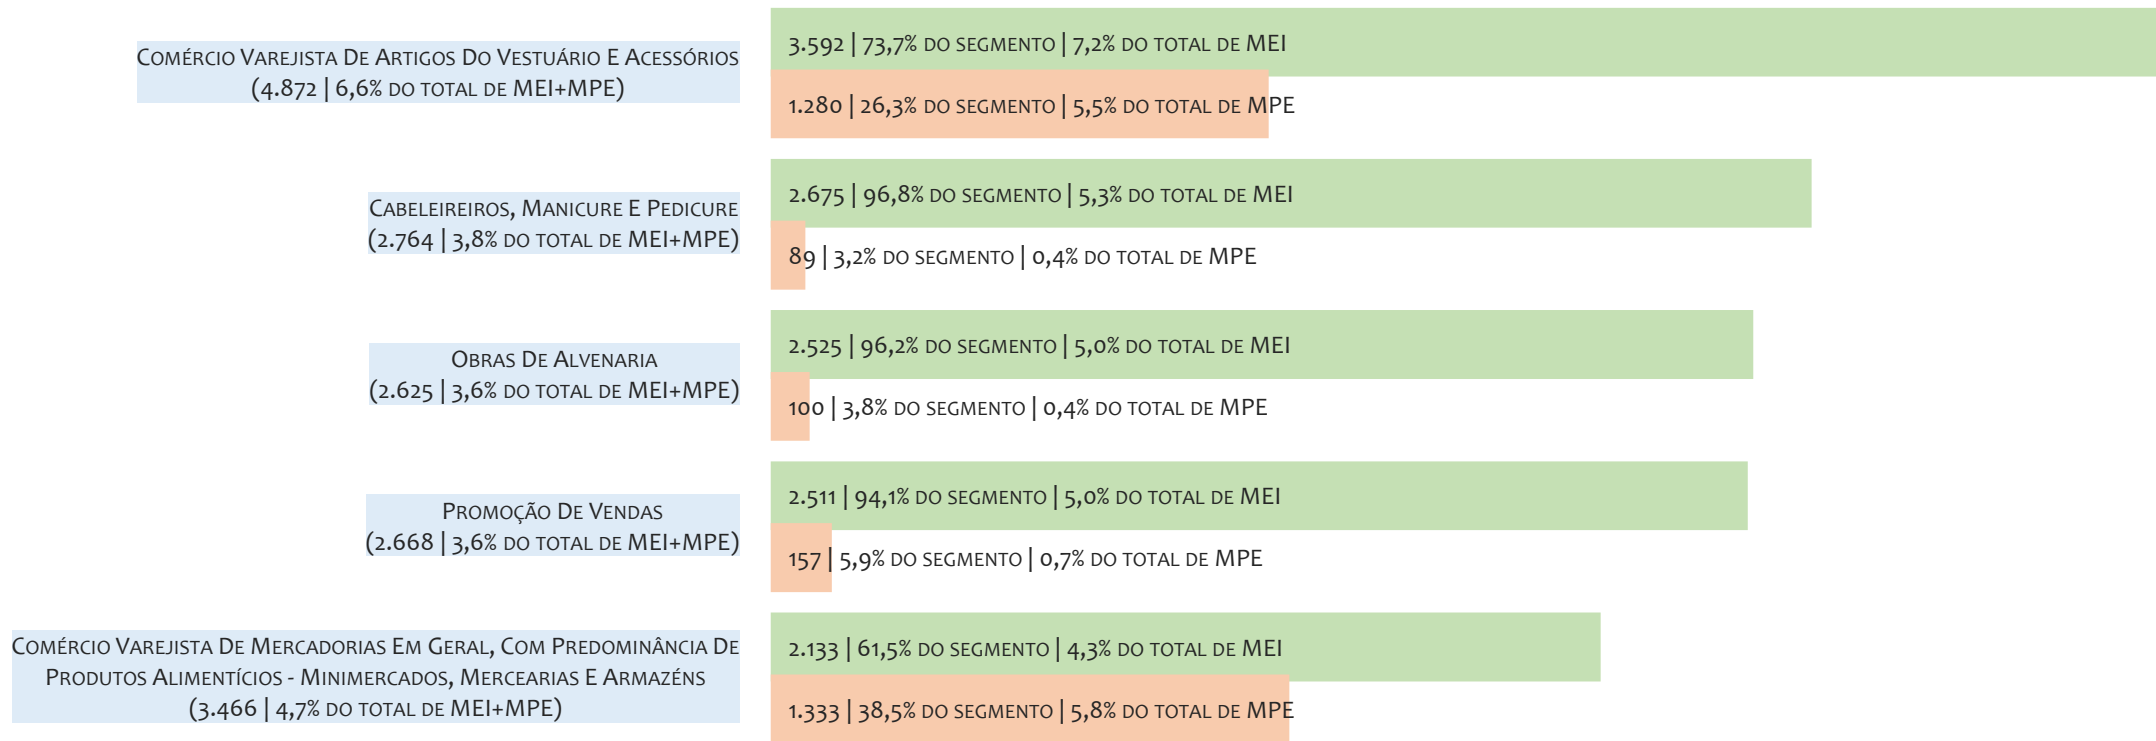 Comércio Varejista De Artigos Do Vestuário E Acessórios
(4.872 | 6,6% do total de MEI+MPE)
3.592 | 73,7% do segmento | 7,2% do total de MEI
1.280 | 26,3% do segmento | 5,5% do total de MPE
Cabeleireiros, Manicure E Pedicure
(2.764 | 3,8% do total de MEI+MPE)
2.675 | 96,8% do segmento | 5,3% do total de MEI
89 | 3,2% do segmento | 0,4% do total de MPE
Obras De Alvenaria
(2.625 | 3,6% do total de MEI+MPE)
2.525 | 96,2% do segmento | 5,0% do total de MEI
100 | 3,8% do segmento | 0,4% do total de MPE
Promoção De Vendas
(2.668 | 3,6% do total de MEI+MPE)
2.511 | 94,1% do segmento | 5,0% do total de MEI
157 | 5,9% do segmento | 0,7% do total de MPE
Comércio Varejista De Mercadorias Em Geral, Com Predominância De
Produtos Alimentícios - Minimercados, Mercearias E Armazéns
(3.466 | 4,7% do total de MEI+MPE)
2.133 | 61,5% do segmento | 4,3% do total de MEI
1.333 | 38,5% do segmento | 5,8% do total de MPE